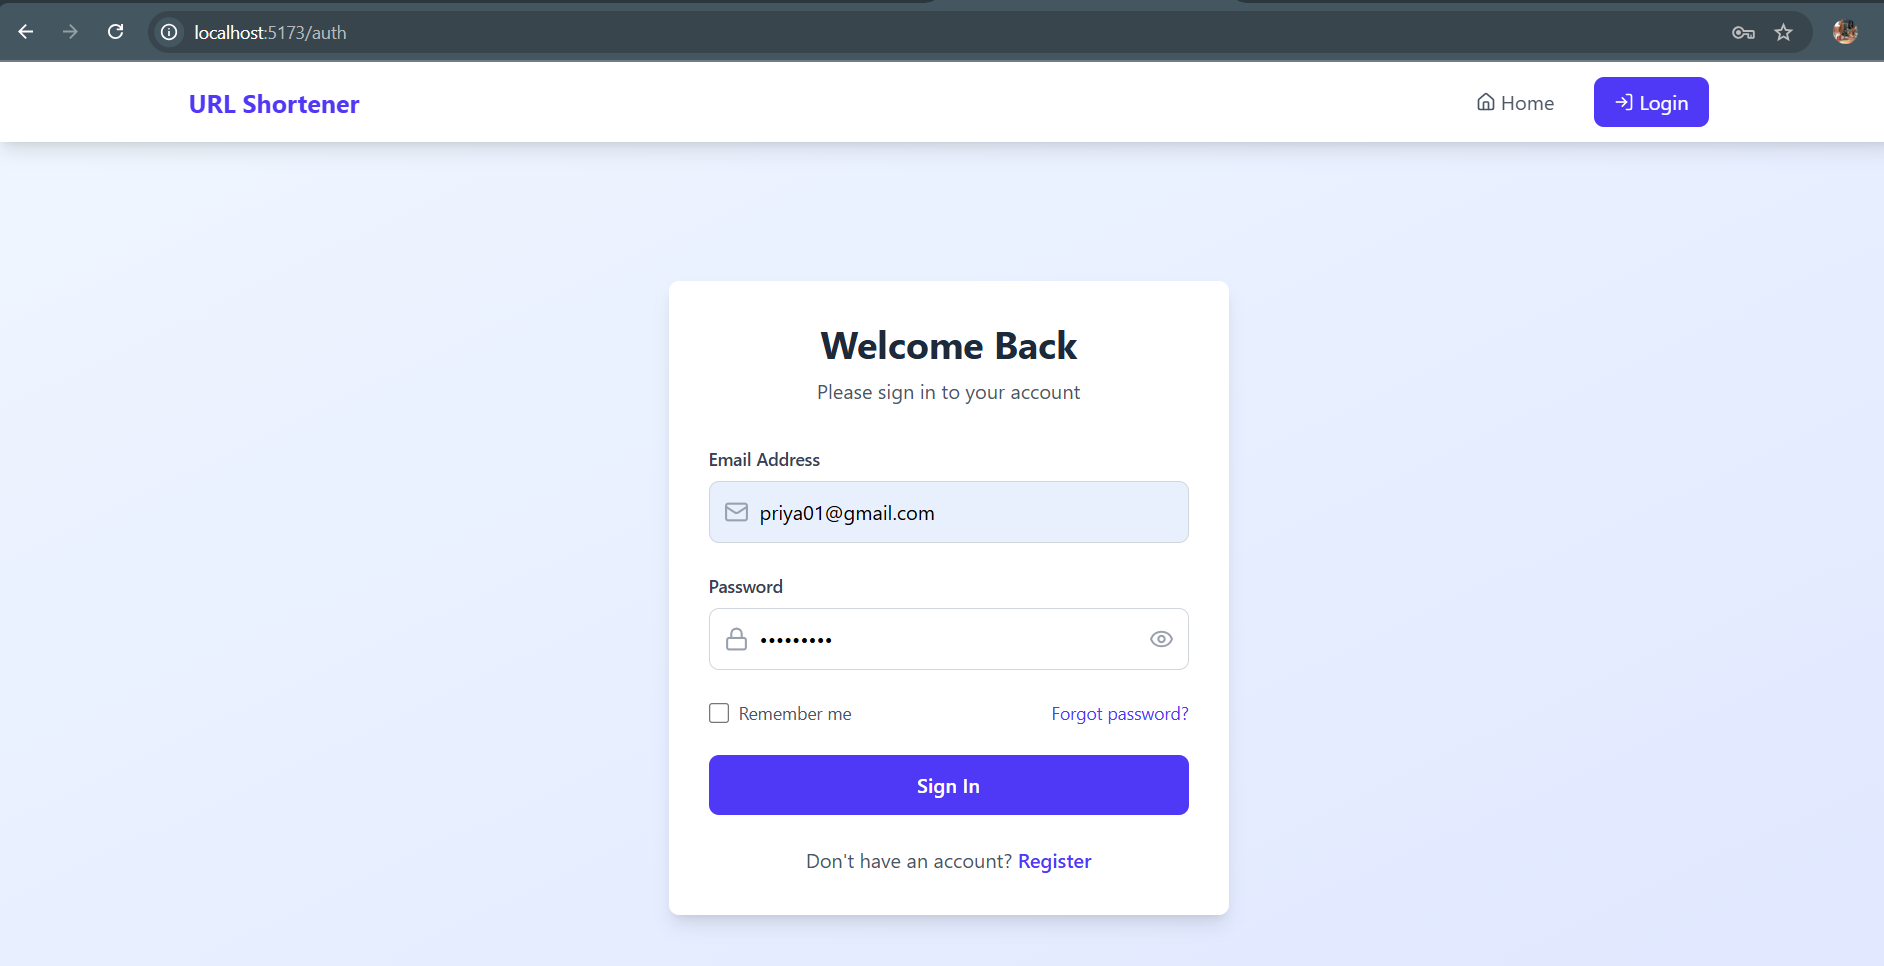 localhost:5173/auth
URL Shortener
Home
Login
Welcome Back
Please sign in to your account
Email Address
priya01@gmail.com
Password
•••••••••
Remember me
Forgot password?
Sign In
Don't have an account? Register